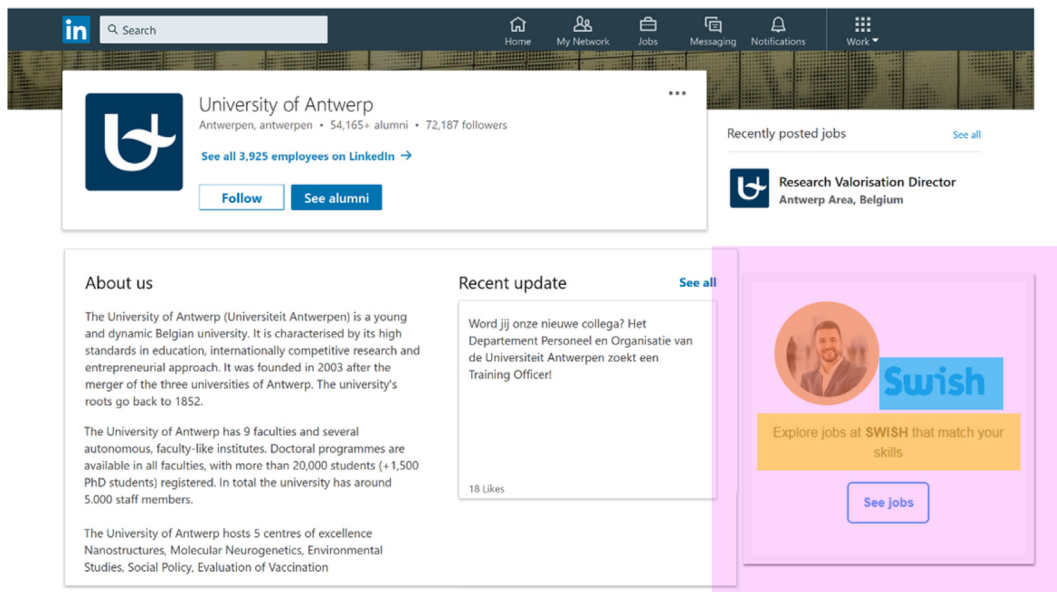 in
Search
Home
My Network
Jobs
Messaging
Notifications
Work
University of Antwerp
Antwerpen, antwerpen • 54,165+ alumni • 72,187 followers
See all 3,925 employees on LinkedIn →
Follow
See alumni
Recently posted jobs
See all
Research Valorisation Director
Antwerp Area, Belgium
About us
The University of Antwerp (Universiteit Antwerpen) is a young
and dynamic Belgian university. It is characterised by its high
standards in education, internationally competitive research and
entrepreneurial approach. It was founded in 2003 after the
merger of the three universities of Antwerp. The university's
roots go back to 1852.
The University of Antwerp has 9 faculties and several
autonomous, faculty-like institutes. Doctoral programmes are
available in all faculties, with more than 20,000 students (+1,500
PhD students) registered. In total the university has around
5.000 staff members.
The University of Antwerp hosts 5 centres of excellence
Nanostructures, Molecular Neurogenetics, Environmental
Studies, Social Policy, Evaluation of Vaccination
Recent update
See all
Word jij onze nieuwe collega? Het
Departement Personeel en Organisatie van
de Universiteit Antwerpen zoekt een
Training Officer!
18 Likes
Swish
Explore jobs at SWISH that match your
skills
See jobs